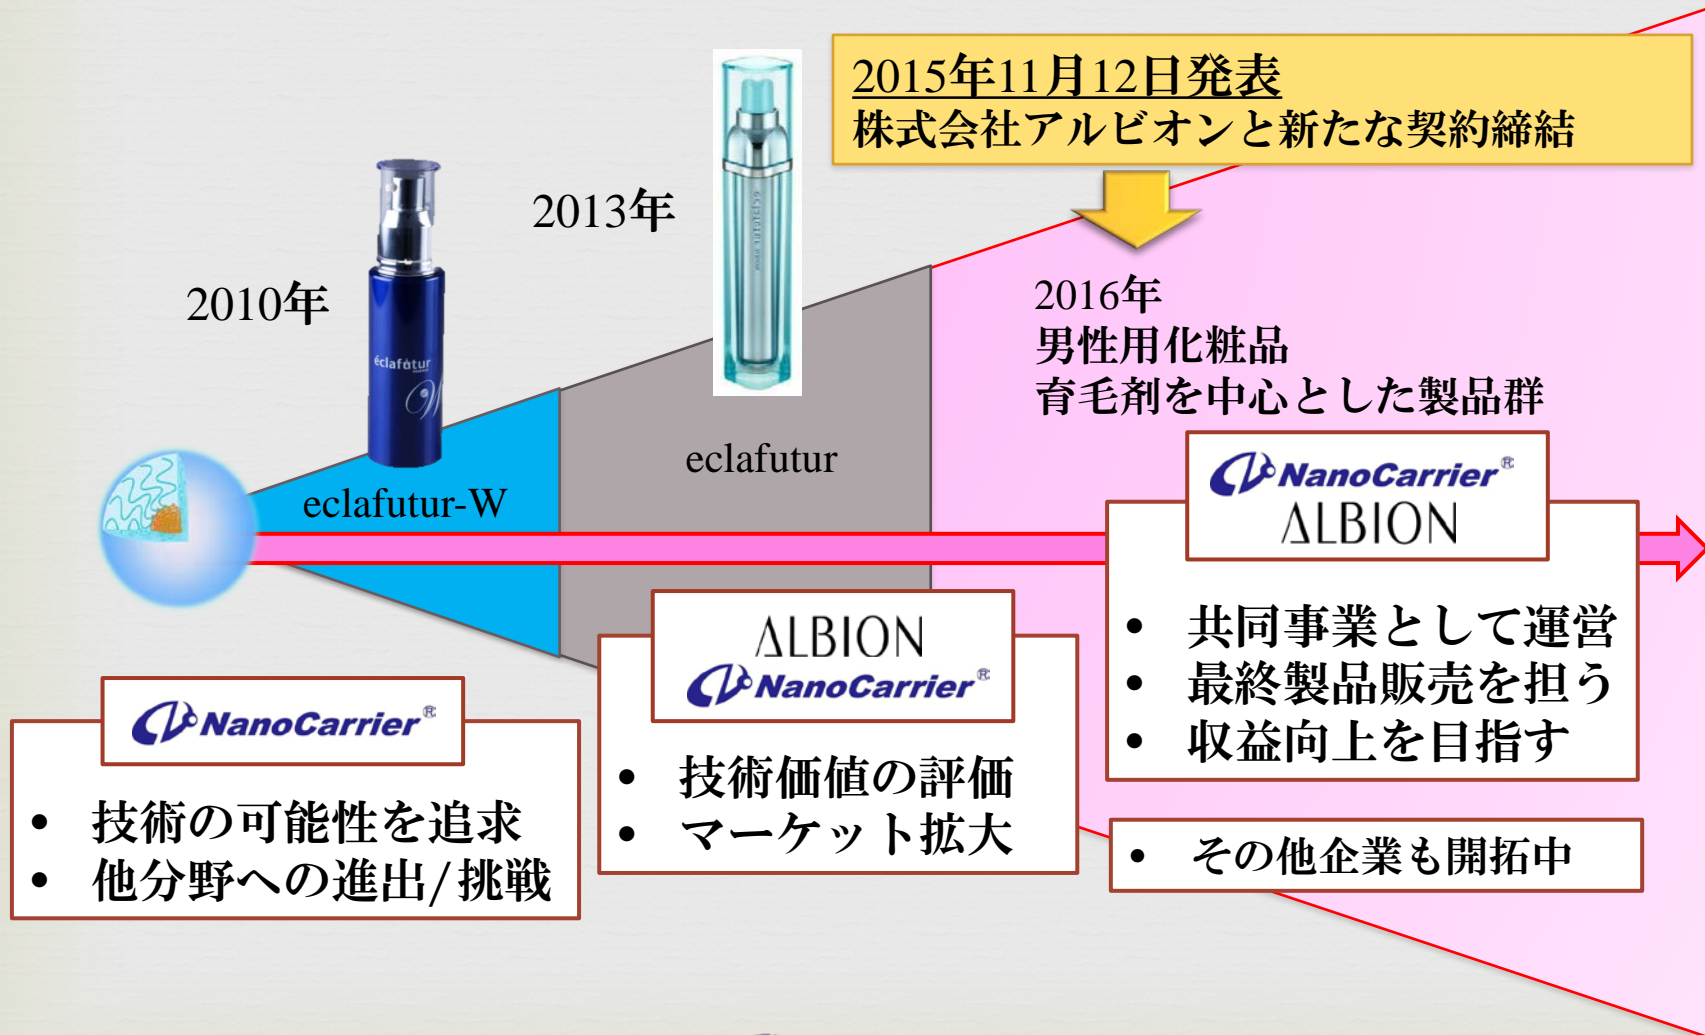 2015年11月12日発表
株式会社アルビオンと新たな契約締結
2013年
2010年
2016年
男性用化粧品
育毛剤を中心とした製品群
éclafutur
W
eclafutur-W
eclafutur
NanoCarrier®
ALBION
• 共同事業として運営
• 最終製品販売を担う
• 収益向上を目指す
ALBION
NanoCarrier®
• 技術価値の評価
• マーケット拡大
NanoCarrier®
• 技術の可能性を追求
• 他分野への進出/挑戦
• その他企業も開拓中